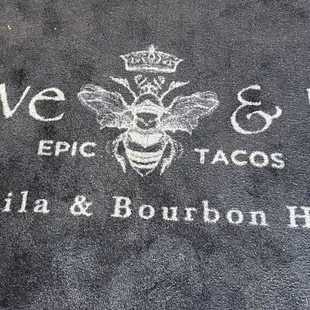 ve &
EPIC TACOS
ila & Bourbon H